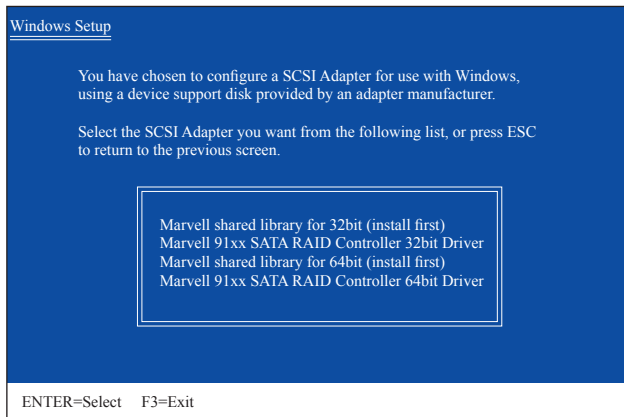 Windows Setup
You have chosen to configure a SCSI Adapter for use with Windows,
using a device support disk provided by an adapter manufacturer.
Select the SCSI Adapter you want from the following list, or press ESC
to return to the previous screen.
Marvell shared library for 32bit (install first)
Marvell 91xx SATA RAID Controller 32bit Driver
Marvell shared library for 64bit (install first)
Marvell 91xx SATA RAID Controller 64bit Driver
ENTER=Select F3=Exit